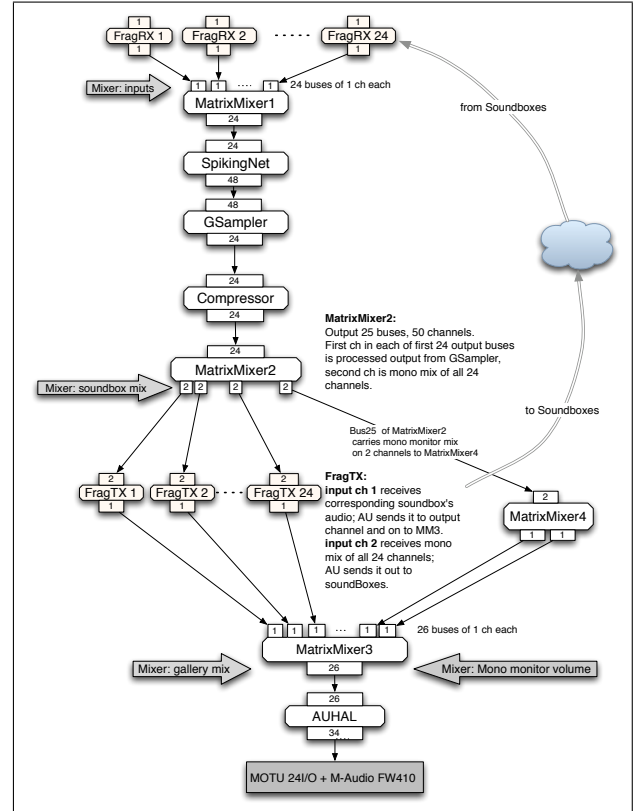 1 1 1
FragRX 1 FragRX 2 ----- FragRX 24
1 1 1
from Soundboxes
Mixer: inputs
1 1 .... 1 24 buses of 1 ch each
MatrixMixer1
24
24
SpikingNet
48
48
GSampler
24
24
Compressor
24
MatrixMixer2:
Output 25 buses, 50 channels.
First ch in each of first 24 output buses
is processed output from GSampler,
second ch is mono mix of all 24
channels.
24
MatrixMixer2
Mixer: soundbox mix
2 2 2 2
to Soundboxes
Bus25 of MatrixMixer2
carries mono monitor mix
on 2 channels to MatrixMixer4
2 2 2
FragTX 1 FragTX 2 ----- FragTX 24
1 1 1
FragTX:
input ch 1 receives
corresponding soundbox's
audio; AU sends it to output
channel and on to MM3.
input ch 2 receives mono
mix of all 24 channels;
AU sends it out to
soundBoxes.
2
MatrixMixer4
1 1
1 1 1 ... 1 1 26 buses of 1 ch each
MatrixMixer3
26
Mixer: gallery mix
Mixer: Mono monitor volume
26
AUHAL
34
....
MOTU 24I/O + M-Audio FW410